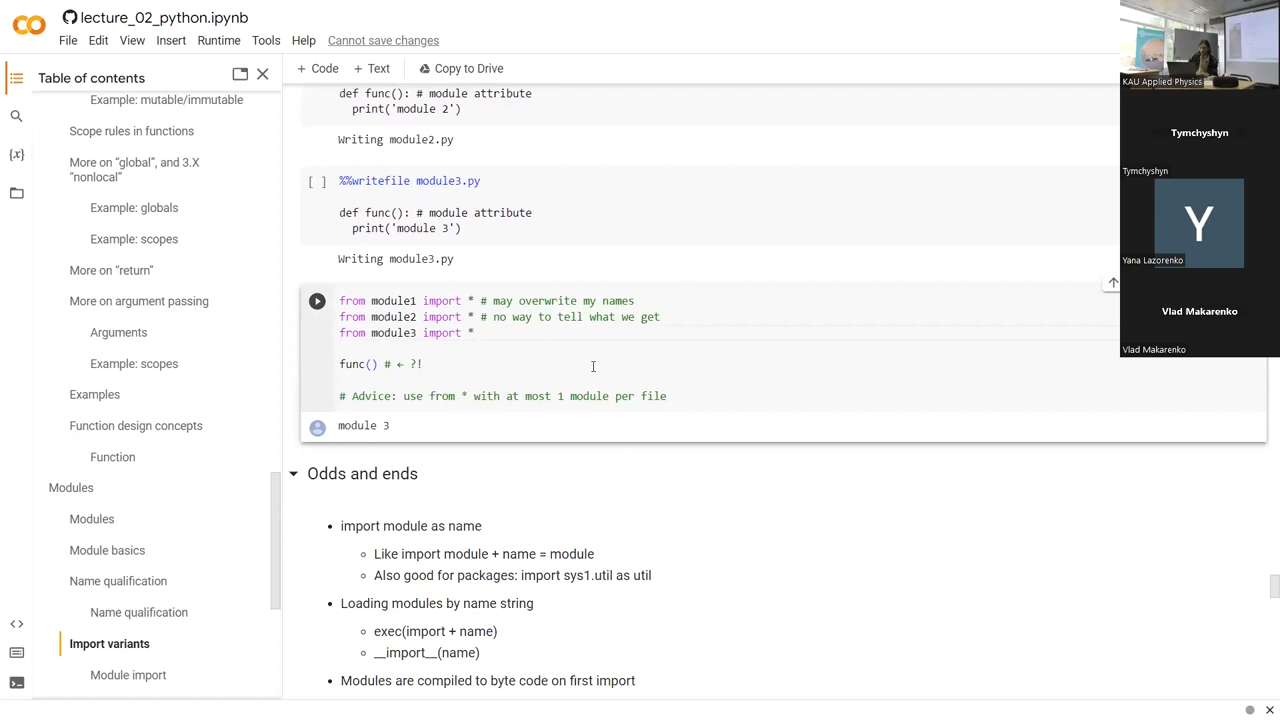 lecture_02_python.ipynb
File Edit View Insert Runtime Tools Help Cannot save changes
Table of contents
+ Code + Text Copy to Drive
Example: mutable/immutable
Scope rules in functions
More on “global”, and 3.X
“nonlocal”
Example: globals
Example: scopes
More on “return”
More on argument passing
Arguments
Example: scopes
Examples
Function design concepts
Function
Modules
Modules
Module basics
Name qualification
Name qualification
Import variants
Module import
def func(): # module attribute
print('module 2')
Writing module2.py
[ ] %%writefile module3.py
def func(): # module attribute
print('module 3')
Writing module3.py
from module1 import * # may overwrite my names
from module2 import * # no way to tell what we get
from module3 import *
func() # ← ?!
# Advice: use from * with at most 1 module per file
module 3
Odds and ends
• import module as name
◦ Like import module + name = module
◦ Also good for packages: import sys1.util as util
• Loading modules by name string
◦ exec(import + name)
◦ __import__(name)
• Modules are compiled to byte code on first import
KAU Applied Physics
Tymchyshyn
Tymchyshyn
Y
Yana Lazorenko
Vlad Makarenko
Vlad Makarenko